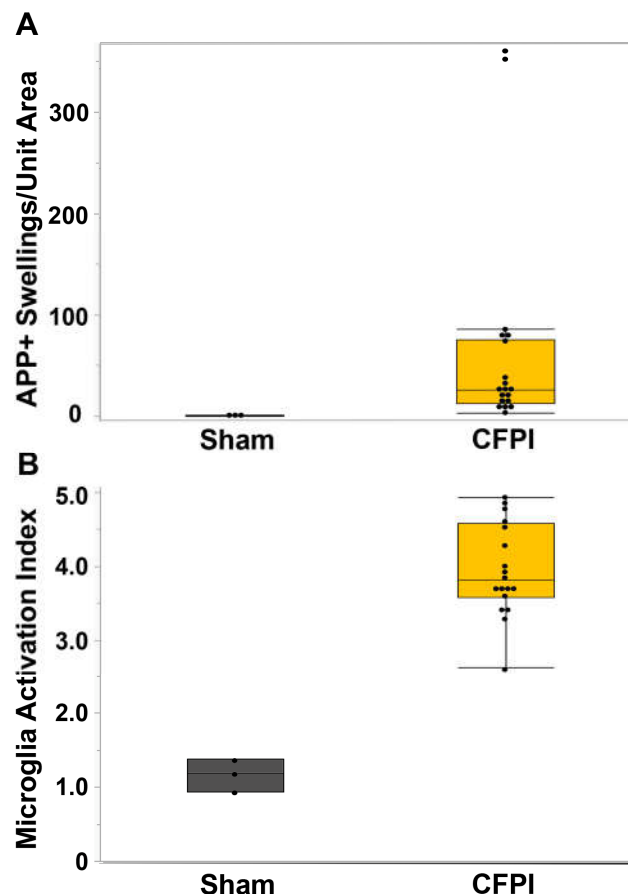 A
APP+ Swellings/Unit Area
300
200
100
0
Sham CFPI
B
Microglia Activation Index
5.0
4.0
3.0
2.0
1.0
0
Sham CFPI